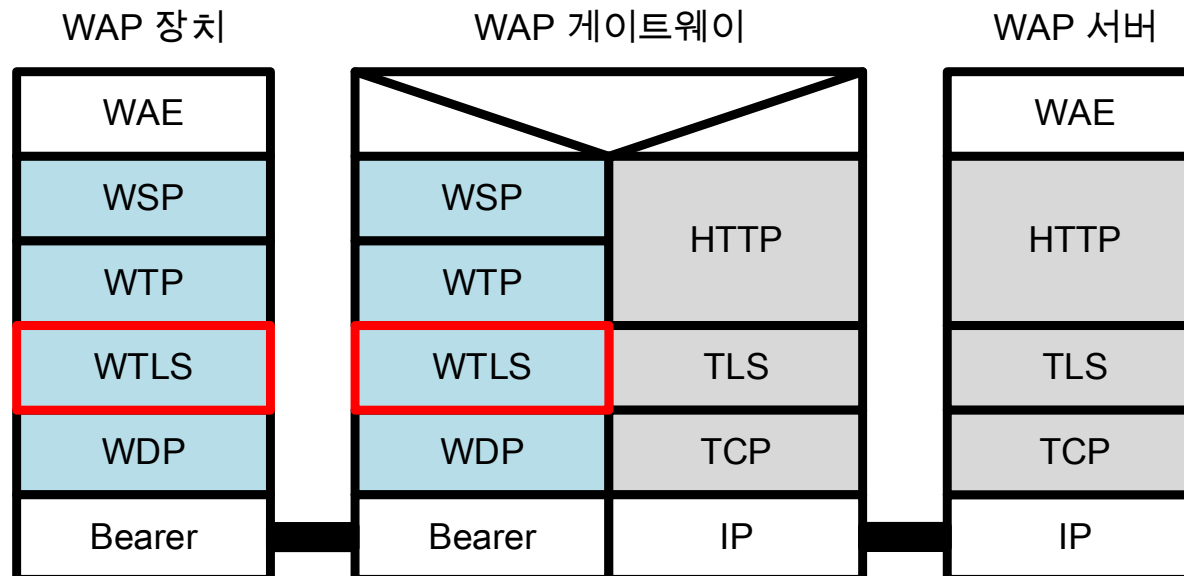 WAP 장치
WAP 게이트웨이
WAP 서버
WAE
WAE
WSP
WSP
HTTP
HTTP
WTP
WTP
WTLS
WTLS
TLS
TLS
WDP
WDP
TCP
TCP
Bearer
Bearer
IP
IP